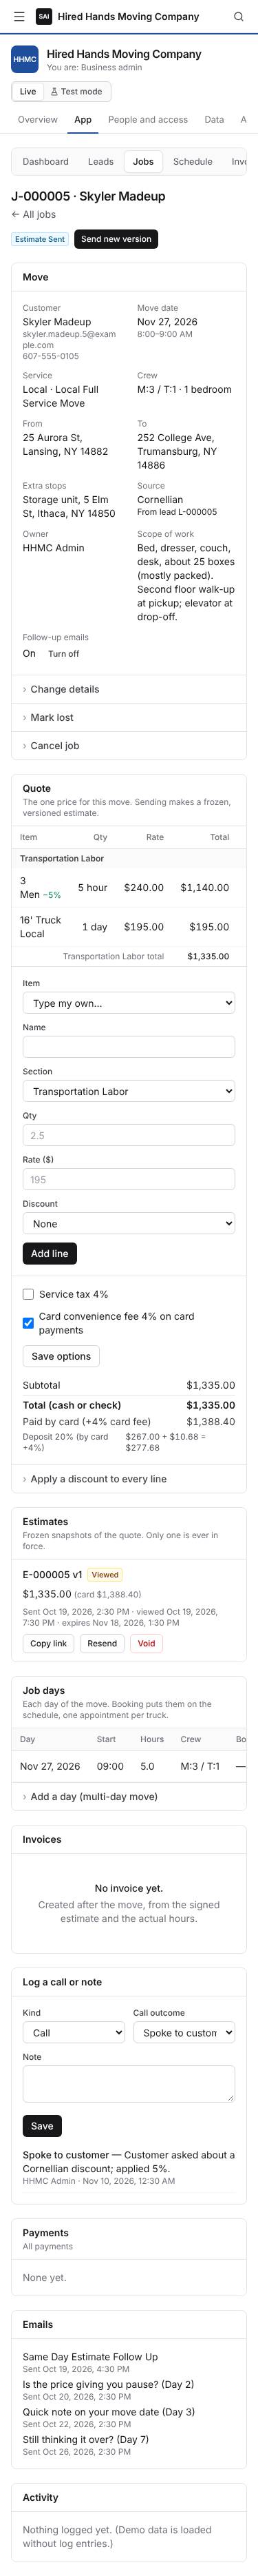 SAI Hired Hands Moving Company
HHMC
Hired Hands Moving Company
You are: Business admin
Live Test mode
Overview App People and access Data A
Dashboard Leads Jobs Schedule Invo
J-000005 · Skyler Madeup
← All jobs
Estimate Sent Send new version
Move
Customer
Skyler Madeup
skyler.madeup.5@exam
ple.com
607-555-0105
Move date
Nov 27, 2026
8:00–9:00 AM
Service
Local · Local Full
Service Move
Crew
M:3 / T:1 · 1 bedroom
From
25 Aurora St,
Lansing, NY 14882
To
252 College Ave,
Trumansburg, NY
14886
Extra stops
Storage unit, 5 Elm
St, Ithaca, NY 14850
Source
Cornellian
From lead L-000005
Owner
HHMC Admin
Scope of work
Bed, dresser, couch,
desk, about 25 boxes
(mostly packed).
Second floor walk-up
at pickup; elevator at
drop-off.
Follow-up emails
On Turn off
› Change details
› Mark lost
› Cancel job
Quote
The one price for this move. Sending makes a frozen,
versioned estimate.
Item Qty Rate Total
Transportation Labor
3
Men −5% 5 hour $240.00 $1,140.00
16' Truck
Local 1 day $195.00 $195.00
Transportation Labor total $1,335.00
Item
Type my own...
Name
Section
Transportation Labor
Qty
2.5
Rate ($)
195
Discount
None
Add line
Service tax 4%
Card convenience fee 4% on card
payments
Save options
Subtotal $1,335.00
Total (cash or check) $1,335.00
Paid by card (+4% card fee) $1,388.40
Deposit 20% (by card
+4%)
$267.00 + $10.68 =
$277.68
› Apply a discount to every line
Estimates
Frozen snapshots of the quote. Only one is ever in
force.
E-000005 v1 Viewed
$1,335.00 (card $1,388.40)
Sent Oct 19, 2026, 2:30 PM · viewed Oct 19, 2026,
7:30 PM · expires Nov 18, 2026, 1:30 PM
Copy link Resend Void
Job days
Each day of the move. Booking puts them on the
schedule, one appointment per truck.
Day Start Hours Crew Bo
Nov 27, 2026 09:00 5.0 M:3 / T:1 —
› Add a day (multi-day move)
Invoices
No invoice yet.
Created after the move, from the signed
estimate and the actual hours.
Log a call or note
Kind Call outcome
Call Spoke to custom
Note
Save
Spoke to customer — Customer asked about a
Cornellian discount; applied 5%.
HHMC Admin · Nov 10, 2026, 12:30 AM
Payments
All payments
None yet.
Emails
Same Day Estimate Follow Up
Sent Oct 19, 2026, 4:30 PM
Is the price giving you pause? (Day 2)
Sent Oct 20, 2026, 2:30 PM
Quick note on your move date (Day 3)
Sent Oct 22, 2026, 2:30 PM
Still thinking it over? (Day 7)
Sent Oct 26, 2026, 2:30 PM
Activity
Nothing logged yet. (Demo data is loaded
without log entries.)